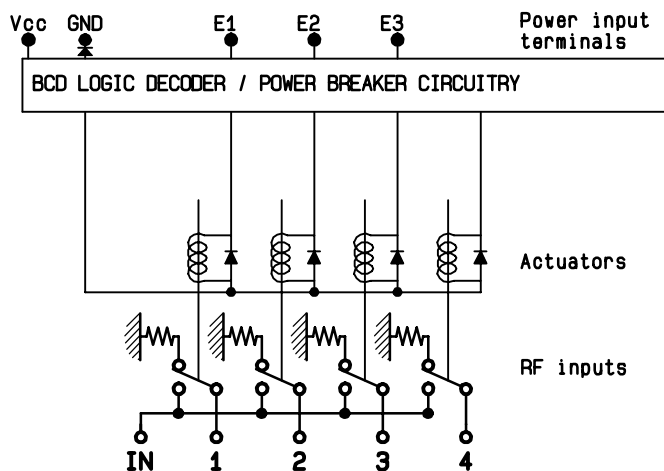 Vcc GND E1 E2 E3 Power input
terminals
BCD LOGIC DECODER / POWER BREAKER CIRCUITRY
Actuators
RF inputs
IN 1 2 3 4